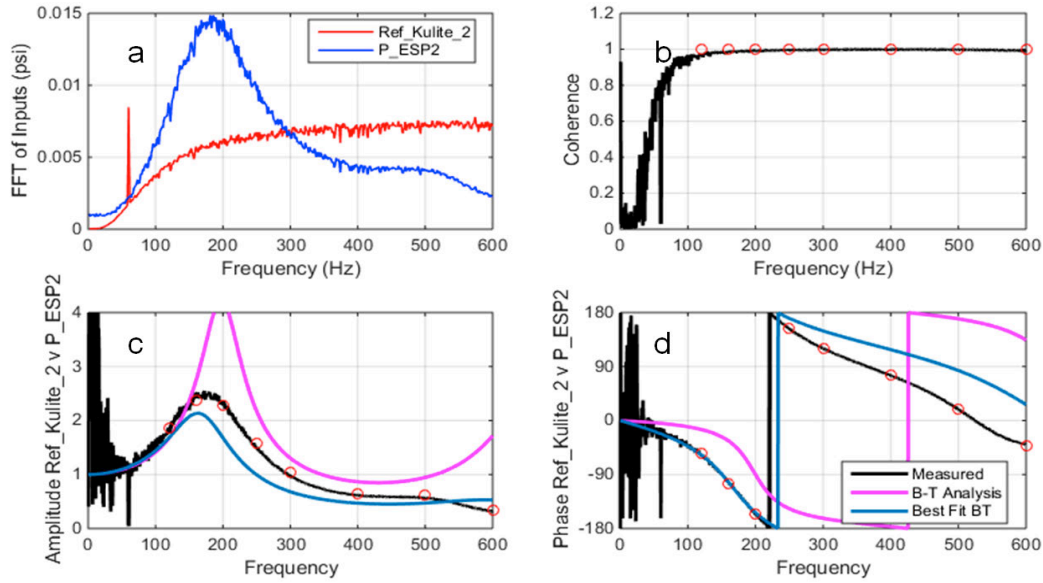 0.015
0.01
0.005
0
FFT of Inputs (psi)
a
Ref_Kulite_2
P_ESP2
0 100 200 300 400 500 600
Frequency (Hz)
1.2
1
0.8
0.6
0.4
0.2
0
Coherence
b
0 100 200 300 400 500 600
Frequency (Hz)
4
3
2
1
0
Amplitude Ref_Kulite_2 v P_ESP2
c
0 100 200 300 400 500 600
Frequency
180
90
0
-90
-180
Phase Ref_Kulite_2 v P_ESP2
d
Measured
B-T Analysis
Best Fit BT
0 100 200 300 400 500 600
Frequency